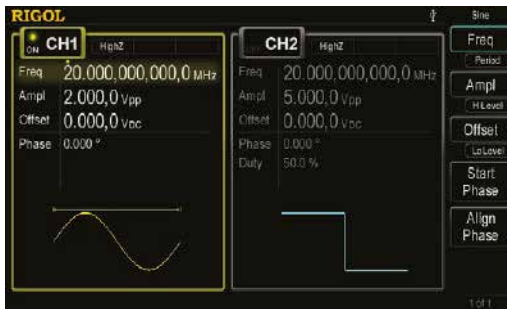 RIGOL
Sine
ON CH1 HighZ
Freq 20.000,000,000,0 MHz
Ampl 2.000,0 Vpp
Offset 0.000,0 VDC
Phase 0.000 °
CH2 HighZ
Freq 20.000,000,000,0 MHz
Ampl 5.000,0 Vpp
Offset 0.000,0 VDC
Phase 0.000 °
Duty 50.0 %
Freq
Period
Ampl
HiLevel
Offset
LoLevel
Start
Phase
Align
Phase
1 of 1